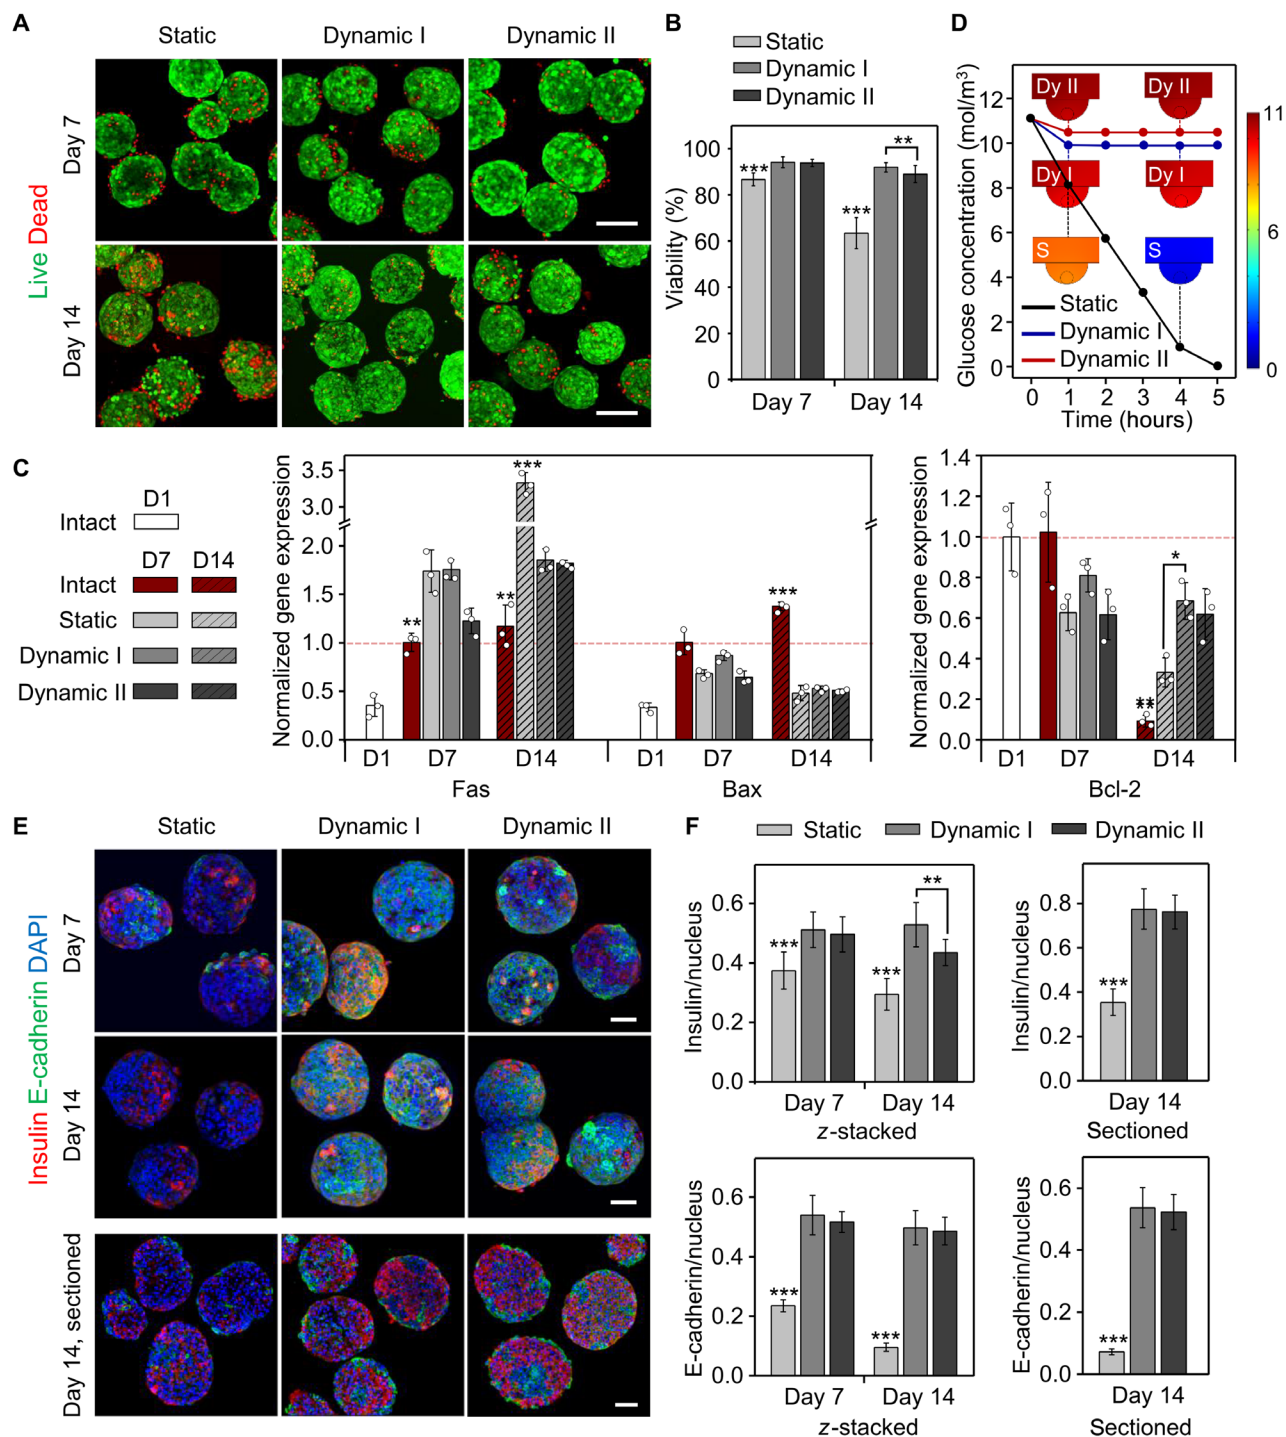 A
Static
Dynamic I
Dynamic II
Day 7
Day 14
Live Dead
B
Static
Dynamic I
Dynamic II
Viability (%)
100
80
60
40
20
0
***
***
**
Day 7
Day 14
D
Glucose concentration (mol/m³)
12
10
8
6
4
2
0
Dy II
Dy II
Dy I
Dy I
S
S
Static
Dynamic I
Dynamic II
0 1 2 3 4 5
Time (hours)
11
6
0
C
D1
Intact
D7 D14
Intact
Static
Dynamic I
Dynamic II
Normalized gene expression
3.5
3.0
2.0
1.5
1.0
0.5
0.0
**
**
***
***
D1 D7 D14 D1 D7 D14
Fas Bax
Normalized gene expression
1.4
1.2
1.0
0.8
0.6
0.4
0.2
0.0
*
**
**
D1 D7 D14
Bcl-2
E
Static
Dynamic I
Dynamic II
Insulin E-cadherin DAPI
Day 7
Day 14
Day 14, sectioned
F
Static
Dynamic I
Dynamic II
Insulin/nucleus
0.6
0.4
0.2
0.0
***
***
**
Day 7 Day 14
z-stacked
Insulin/nucleus
0.8
0.6
0.4
0.2
0.0
***
Day 14
Sectioned
E-cadherin/nucleus
0.6
0.4
0.2
0.0
***
***
Day 7 Day 14
z-stacked
E-cadherin/nucleus
0.6
0.4
0.2
0.0
***
Day 14
Sectioned